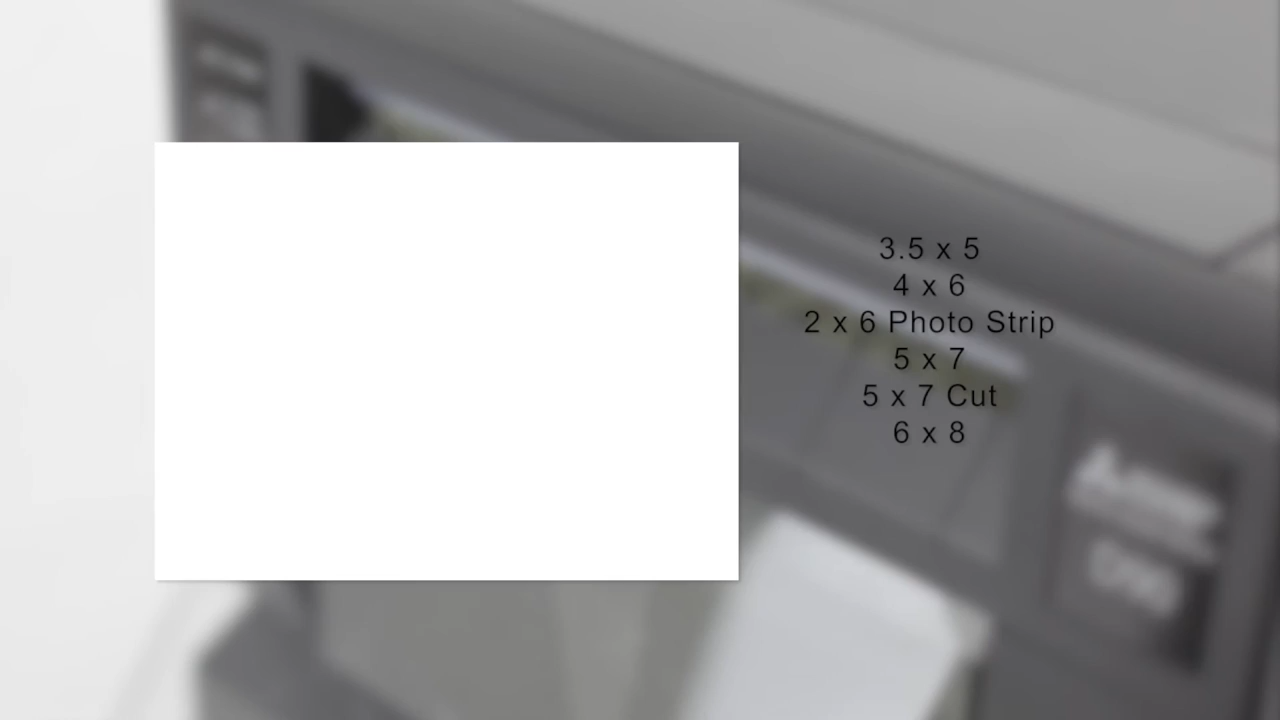 3.5 x 5
4 x 6
2 x 6 Photo Strip
5 x 7
5 x 7 Cut
6 x 8